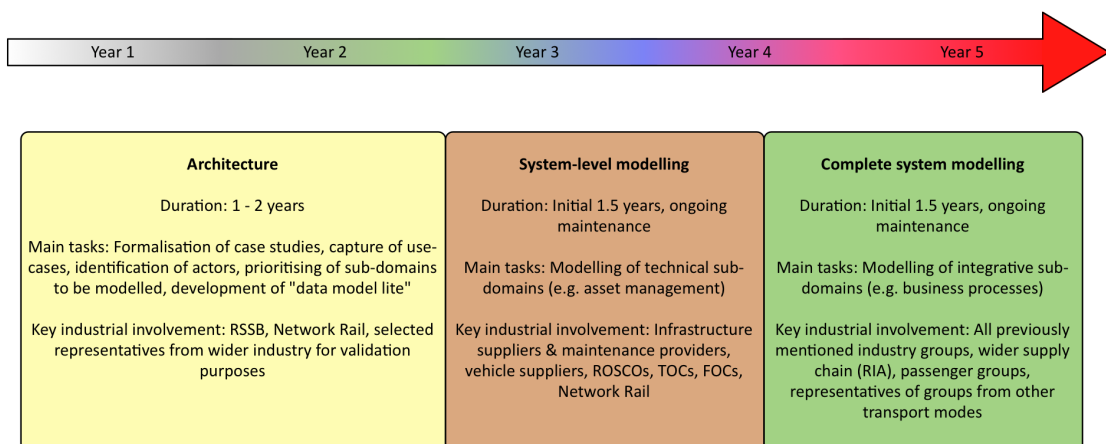 Year 1 Year 2 Year 3 Year 4 Year 5
Architecture
Duration: 1 - 2 years
Main tasks: Formalisation of case studies, capture of use-
cases, identification of actors, prioritising of sub-domains
to be modelled, development of "data model lite"
Key industrial involvement: RSSB, Network Rail, selected
representatives from wider industry for validation
purposes
System-level modelling
Duration: Initial 1.5 years, ongoing
maintenance
Main tasks: Modelling of technical sub-
domains (e.g. asset management)
Key industrial involvement: Infrastructure
suppliers & maintenance providers,
vehicle suppliers, ROSCOs, TOCs, FOCs,
Network Rail
Complete system modelling
Duration: Initial 1.5 years, ongoing
maintenance
Main tasks: Modelling of integrative sub-
domains (e.g. business processes)
Key industrial involvement: All previously
mentioned industry groups, wider supply
chain (RIA), passenger groups,
representatives of groups from other
transport modes